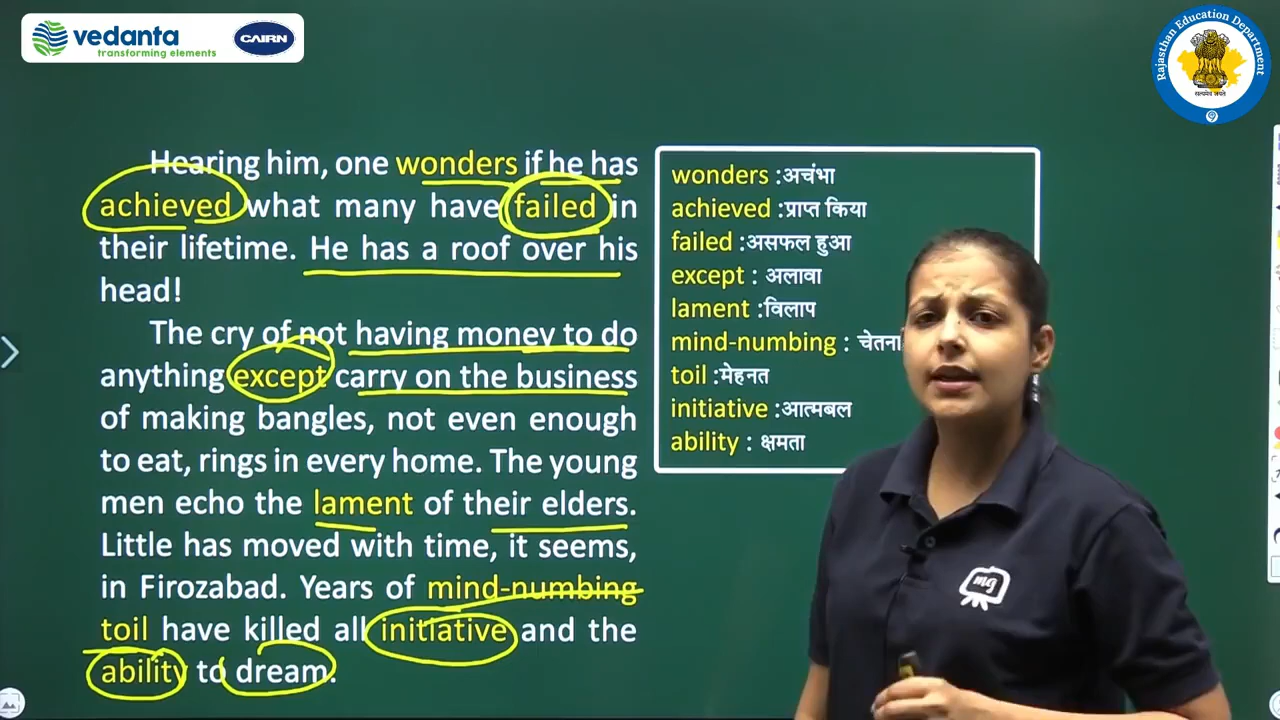 vedanta
transforming elements
CAIRN
Rajasthan Education Department
सत्यमेव जयते
Hearing him, one wonders if he has
achieved what many have failed in
their lifetime. He has a roof over his
head!
The cry of not having money to do
anything except carry on the business
of making bangles, not even enough
to eat, rings in every home. The young
men echo the lament of their elders.
Little has moved with time, it seems,
in Firozabad. Years of mind-numbing
toil have killed all initiative and the
ability to dream.
wonders :अचंभा
achieved :प्राप्त किया
failed :असफल हुआ
except : अलावा
lament :विलाप
mind-numbing : चेतना
toil :मेहनत
initiative :आत्मबल
ability : क्षमता
mg